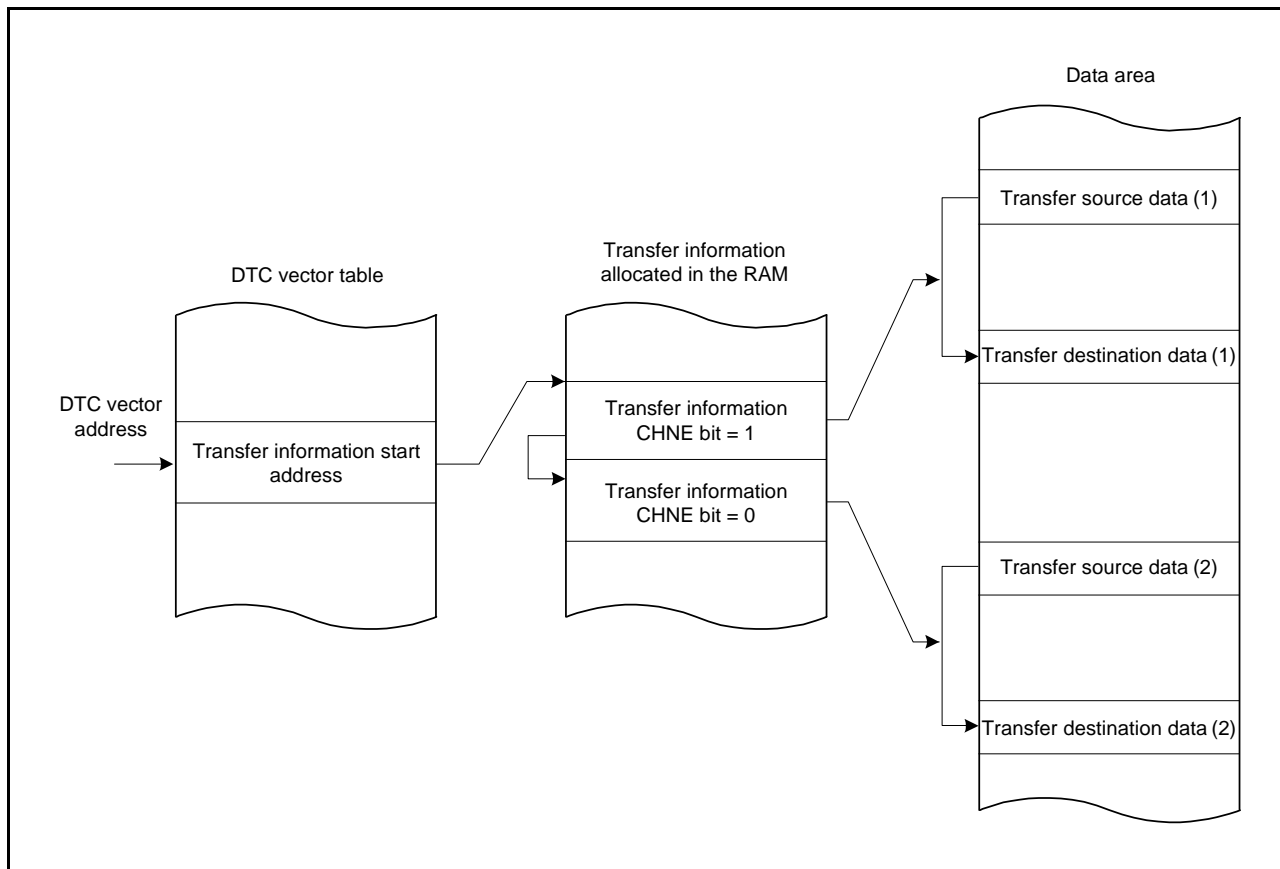 DTC vector table
DTC vector
address
Transfer information start
address
Transfer information
allocated in the RAM
Transfer information
CHNE bit = 1
Transfer information
CHNE bit = 0
Data area
Transfer source data (1)
Transfer destination data (1)
Transfer source data (2)
Transfer destination data (2)